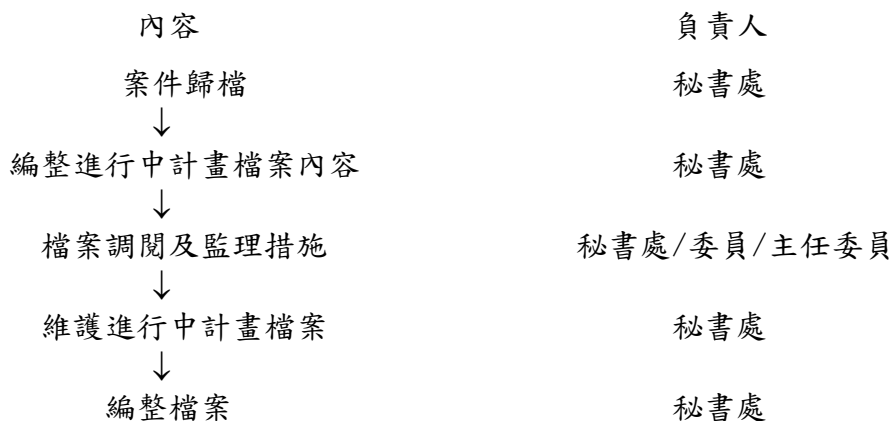 內容 負責人
案件歸檔 秘書處
↓
編整進行中計畫檔案內容 秘書處
↓
檔案調閱及監理措施 秘書處/委員/主任委員
↓
維護進行中計畫檔案 秘書處
↓
編整檔案 秘書處